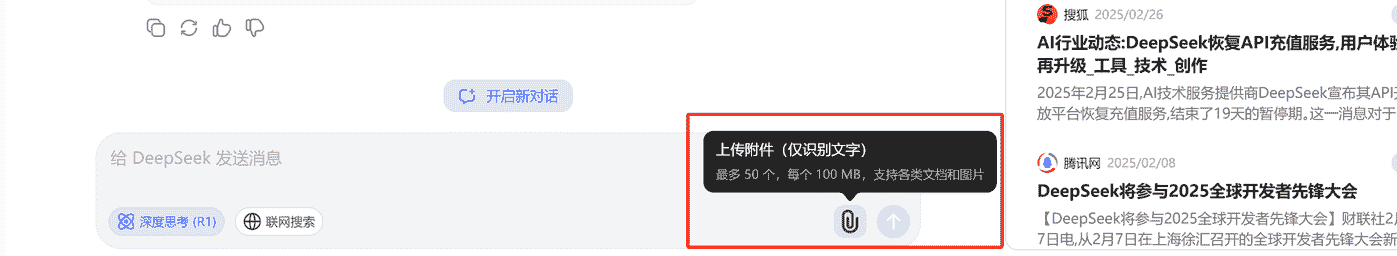 开启新对话
给 DeepSeek 发送消息
深度思考 (R1)
联网搜索
上传附件（仅识别文字）
最多 50 个，每个 100 MB，支持各类文档和图片
搜狐 2025/02/26
AI行业动态:DeepSeek恢复API充值服务,用户体验
再升级_工具_技术_创作
2025年2月25日,AI技术服务提供商DeepSeek宣布其API
放平台恢复充值服务,结束了19天的暂停期。这一消息对于
腾讯网 2025/02/08
DeepSeek将参与2025全球开发者先锋大会
【DeepSeek将参与2025全球开发者先锋大会】财联社2月
7日电,从2月7日在上海徐汇召开的全球开发者先锋大会新